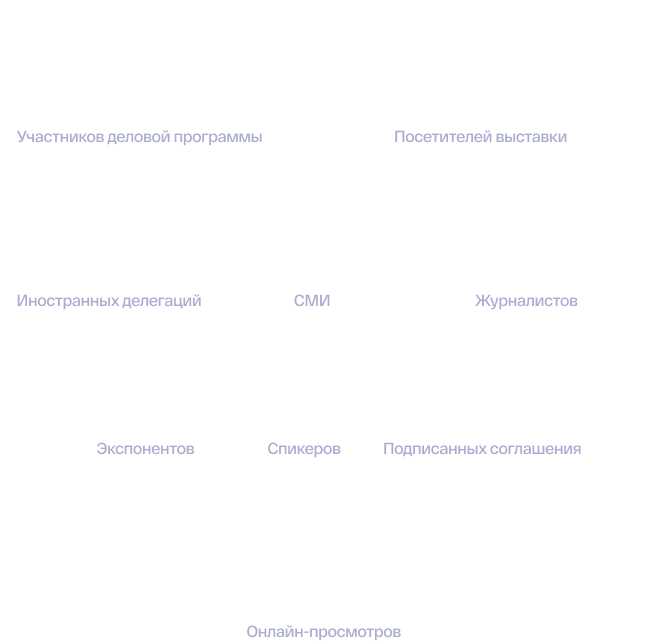 Участников деловой программы
Посетителей выставки
Иностранных делегаций
СМИ
Журналистов
Экспонентов
Спикеров
Подписанных соглашения
Онлайн-просмотров